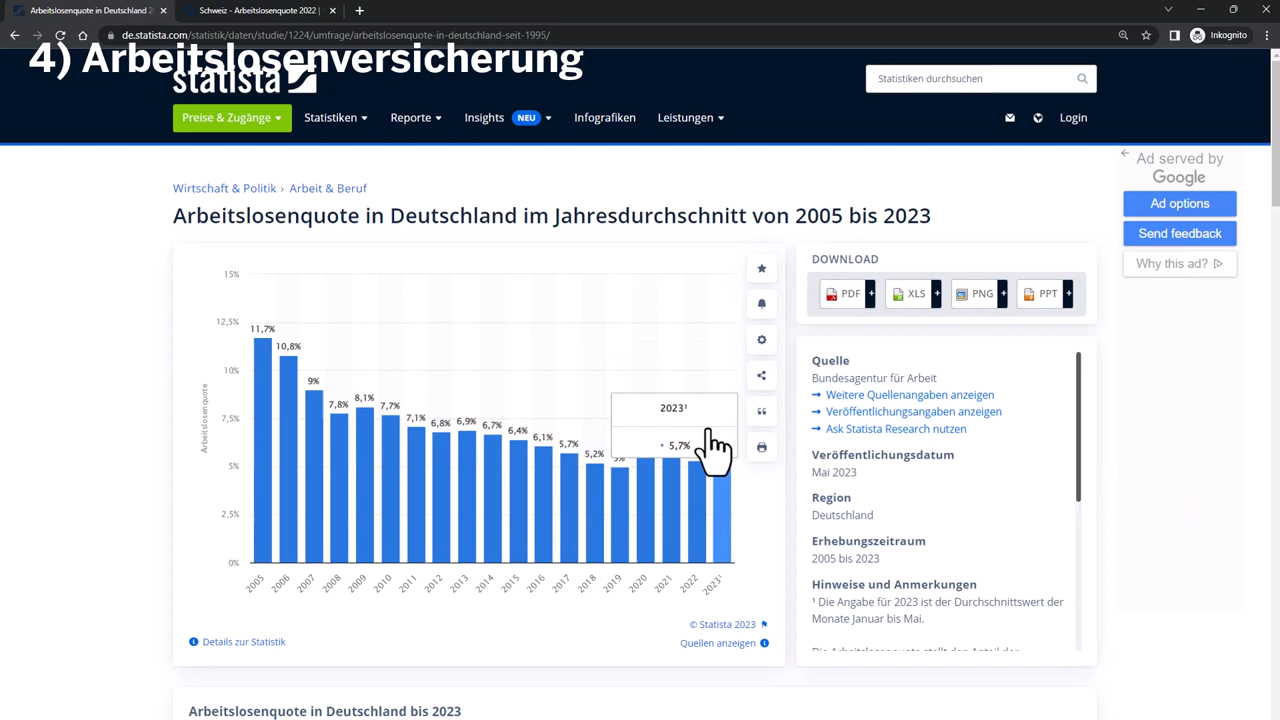 Arbeitslosenquote in Deutschland 2
Schweiz - Arbeitslosenquote 2022 |
de.statista.com/statistik/daten/studie/1224/umfrage/arbeitslosenquote-in-deutschland-seit-1995/
Inkognito
4) Arbeitslosenversicherung
statista
Statistiken durchsuchen
Preise & Zugänge
Statistiken
Reporte
Insights
NEU
Infografiken
Leistungen
Login
Ad served by
Google
Ad options
Send feedback
Why this ad?
Wirtschaft & Politik › Arbeit & Beruf
Arbeitslosenquote in Deutschland im Jahresdurchschnitt von 2005 bis 2023
Arbeitslosenquote
15%
12,5%
10%
7,5%
5%
2,5%
0%
11,7%
10,8%
9%
7,8%
8,1%
7,7%
7,1%
6,8%
6,9%
6,7%
6,4%
6,1%
5,7%
5,2%
5%
2023¹
5,7%
2005
2006
2007
2008
2009
2010
2011
2012
2013
2014
2015
2016
2017
2018
2019
2020
2021
2022
2023¹
© Statista 2023
Details zur Statistik
Quellen anzeigen
DOWNLOAD
PDF +
XLS +
PNG +
PPT +
Quelle
Bundesagentur für Arbeit
Weitere Quellenangaben anzeigen
Veröffentlichungsangaben anzeigen
Ask Statista Research nutzen
Veröffentlichungsdatum
Mai 2023
Region
Deutschland
Erhebungszeitraum
2005 bis 2023
Hinweise und Anmerkungen
¹ Die Angabe für 2023 ist der Durchschnittswert der
Monate Januar bis Mai.
Die Arbeitslosenquote stellt den Anteil der
Arbeitslosenquote in Deutschland bis 2023